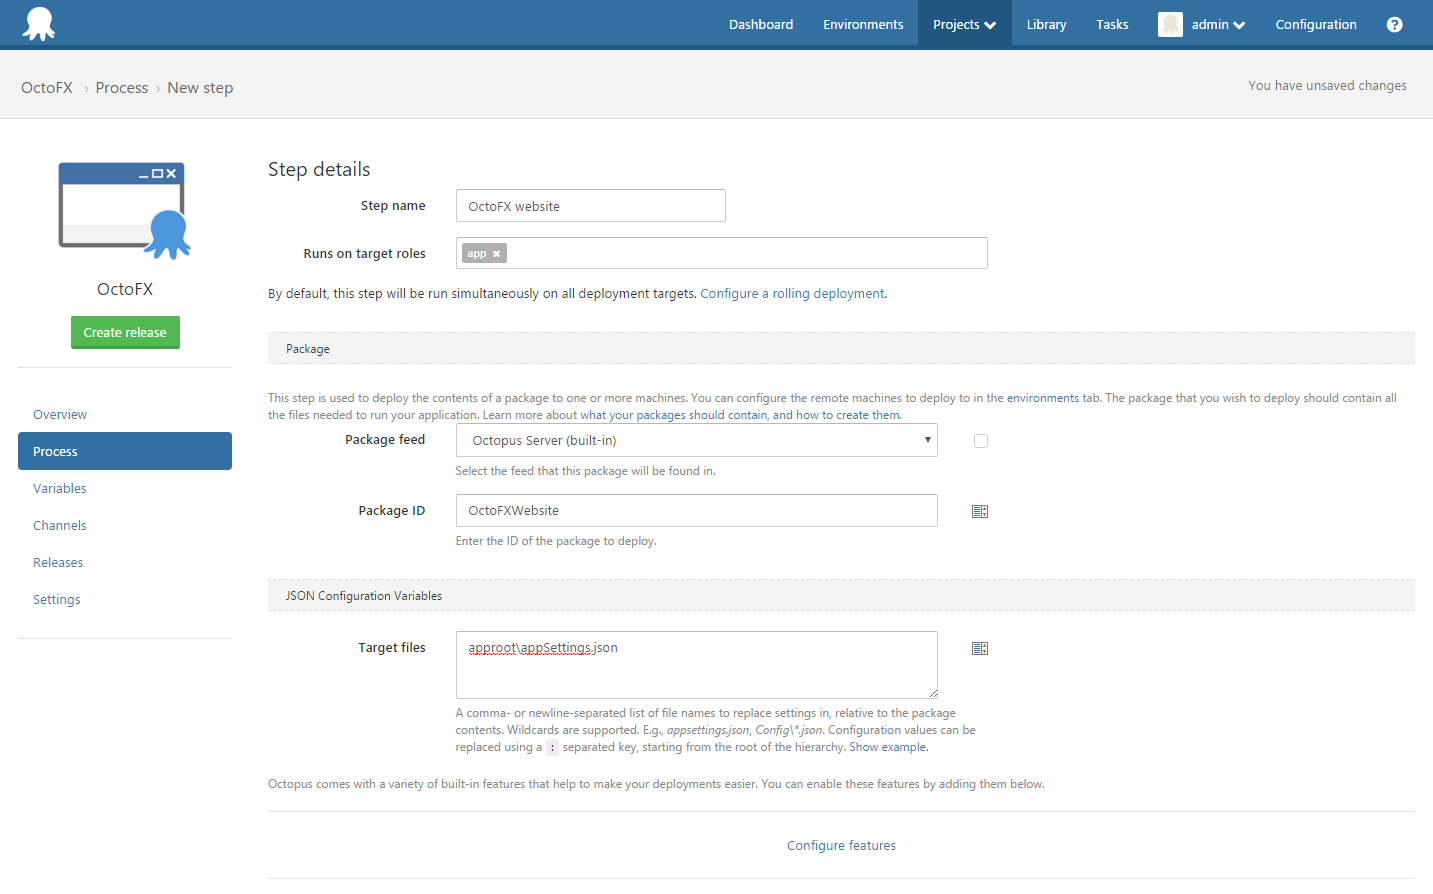 Dashboard Environments Projects Library Tasks admin Configuration ?
OctoFX › Process › New step
You have unsaved changes
OctoFX
Create release
Overview
Process
Variables
Channels
Releases
Settings
Step details
Step name OctoFX website
Runs on target roles app ×
By default, this step will be run simultaneously on all deployment targets. Configure a rolling deployment.
Package
This step is used to deploy the contents of a package to one or more machines. You can configure the remote machines to deploy to in the environments tab. The package that you wish to deploy should contain all
the files needed to run your application. Learn more about what your packages should contain, and how to create them.
Package feed Octopus Server (built-in)
Select the feed that this package will be found in.
Package ID OctoFXWebsite
Enter the ID of the package to deploy.
JSON Configuration Variables
Target files approot\appSettings.json
A comma- or newline-separated list of file names to replace settings in, relative to the package
contents. Wildcards are supported. E.g., appsettings.json, Config\*.json. Configuration values can be
replaced using a : separated key, starting from the root of the hierarchy. Show example.
Octopus comes with a variety of built-in features that help to make your deployments easier. You can enable these features by adding them below.
Configure features